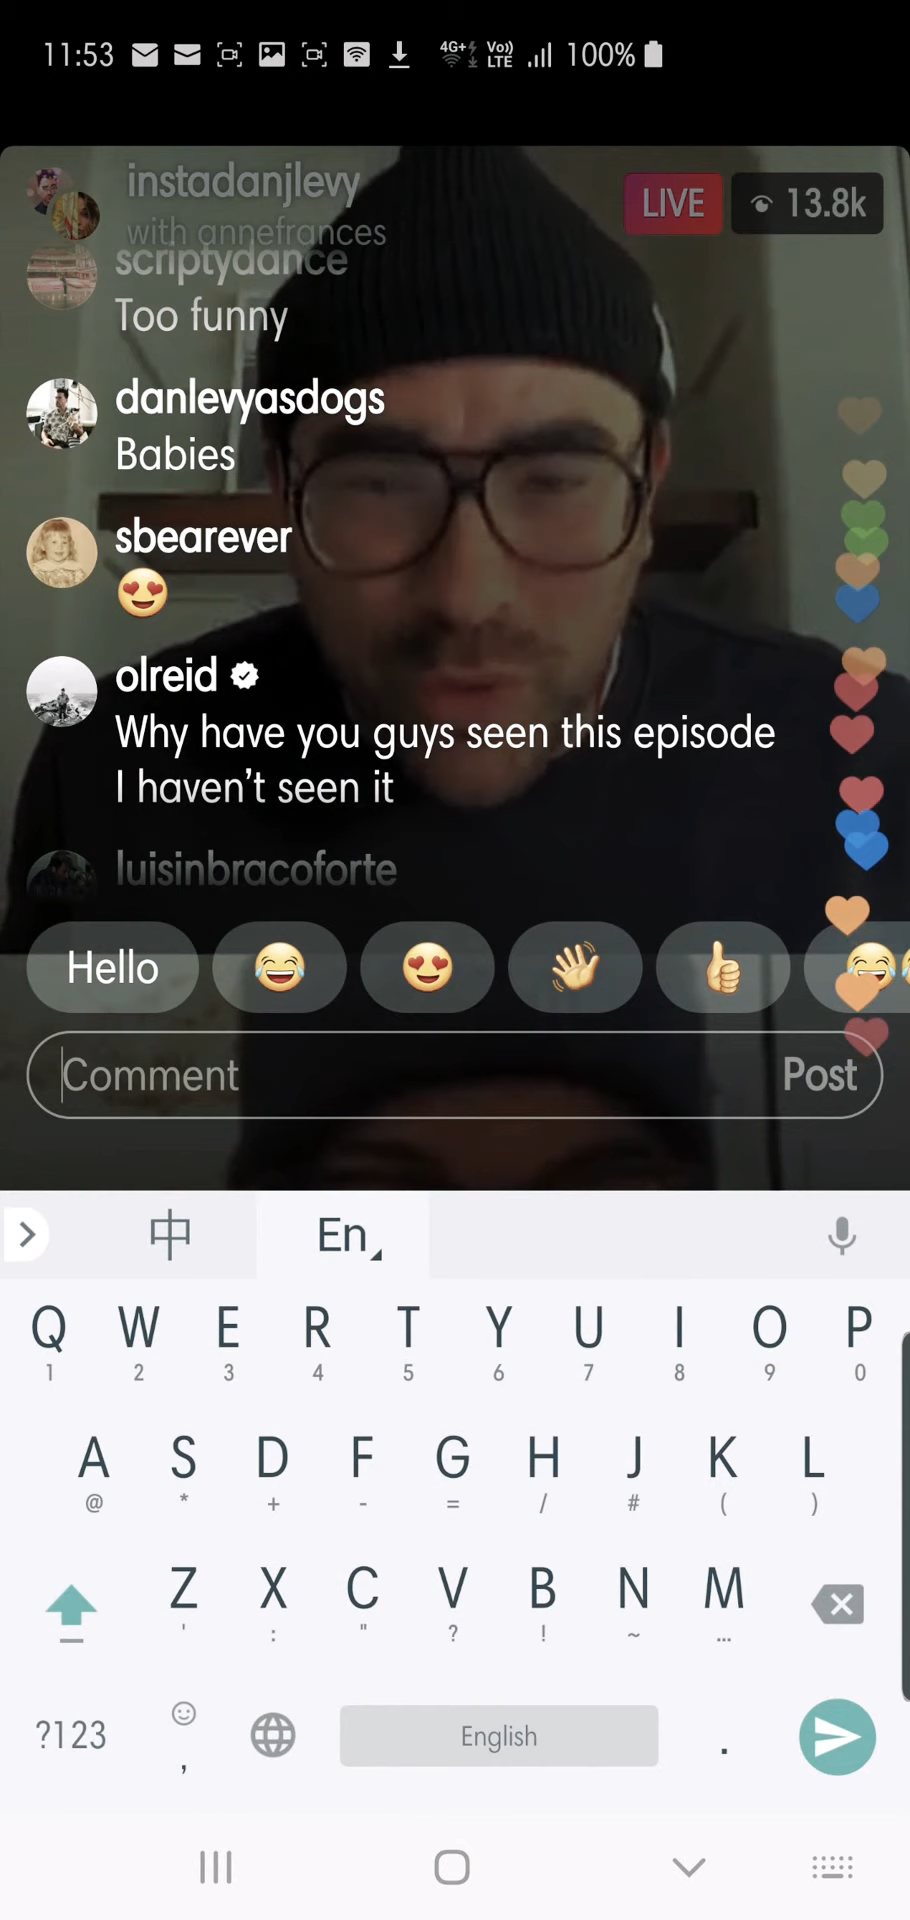 11:53 4G+ Vo)) LTE 100%
instadanjlevy
LIVE 13.8k
with annefrances
scriptydance
Too funny
danlevyasdogs
Babies
sbearever
😍
olreid
Why have you guys seen this episode
I haven't seen it
luisinbracoforte
Hello 😂 😍 👋 👍 😂
Comment Post
中 En
Q W E R T Y U I O P
1 2 3 4 5 6 7 8 9 0
A S D F G H J K L
@ * + - = / # ( )
Z X C V B N M
' : " ? ! ~ ...
?123 , English .